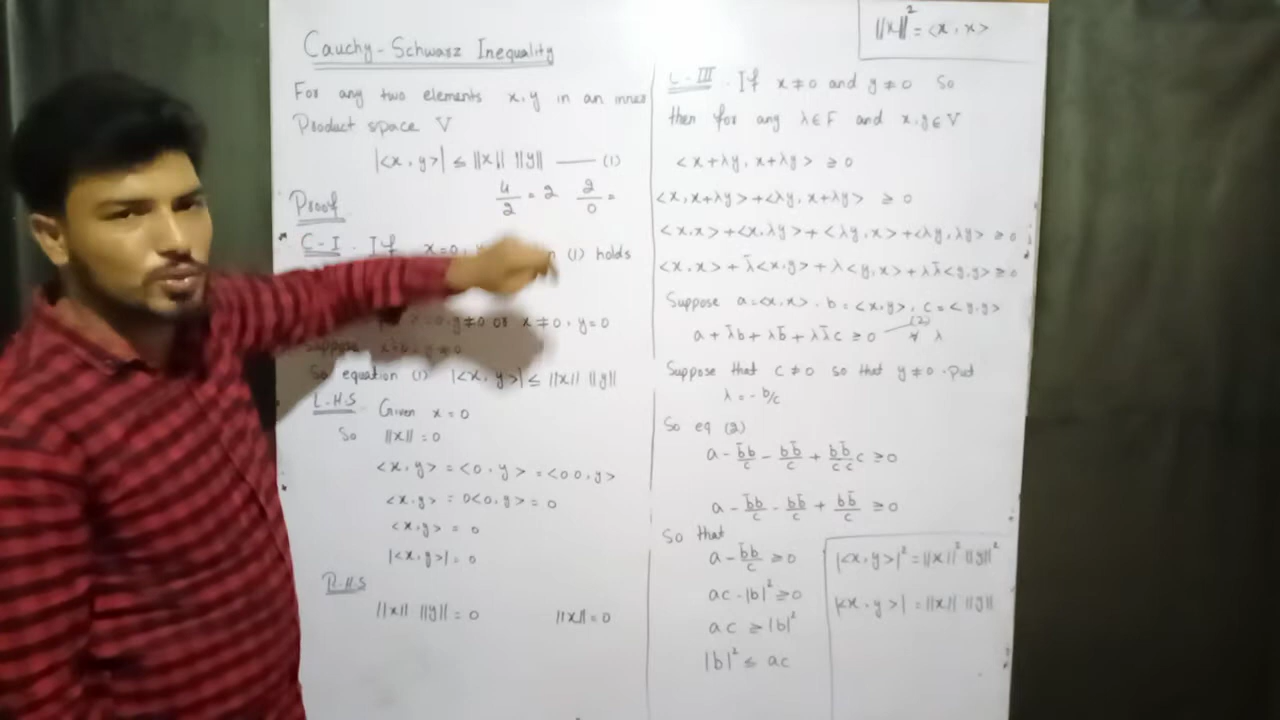 Cauchy-Schwarz Inequality
For any two elements x,y in an inner
Product space V
|<x,y>| ≤ ||x|| ||y|| —— (1)
Proof
4/2 = 2 2/0 =
C-I. If x=0, (1) holds
x≠0, y=0
So equation (1) |<x,y>| ≤ ||x|| ||y||
L.H.S Given x=0
So ||x||=0
<x,y> = <0,y> = <0 0,y>
<x,y> = 0<0,y> = 0
<x,y> = 0
|<x,y>| = 0
R.H.S
||x|| ||y|| = 0 ||x||=0
||x||² = <x,x>
C-III. If x≠0 and y≠0 So
then for any λ∈F and x,y∈V
<x+λy, x+λy> ≥0
<x, x+λy> + <λy, x+λy> ≥0
<x,x> + <x,λy> + <λy,x> + <λy,λy> ≥0
<x,x> + λ̄<x,y> + λ<y,x> + λλ̄<y,y> ≥0
Suppose a=<x,x>, b=<x,y>, c=<y,y>
a + λ̄b + λb̄ + λλ̄c ≥0 —— (2) ∀ λ
Suppose that c≠0 so that y≠0. Put
λ = -b/c
So eq (2)
a - b̄b/c - bb̄/c + bb̄/c c c ≥0
a - b̄b/c - bb̄/c + bb̄/c ≥0
So that
a - b̄b/c ≥0
ac-|b|² ≥0
ac ≥ |b|²
|b|² ≤ ac
|<x,y>|² = ||x||² ||y||²
|<x,y>| = ||x|| ||y||